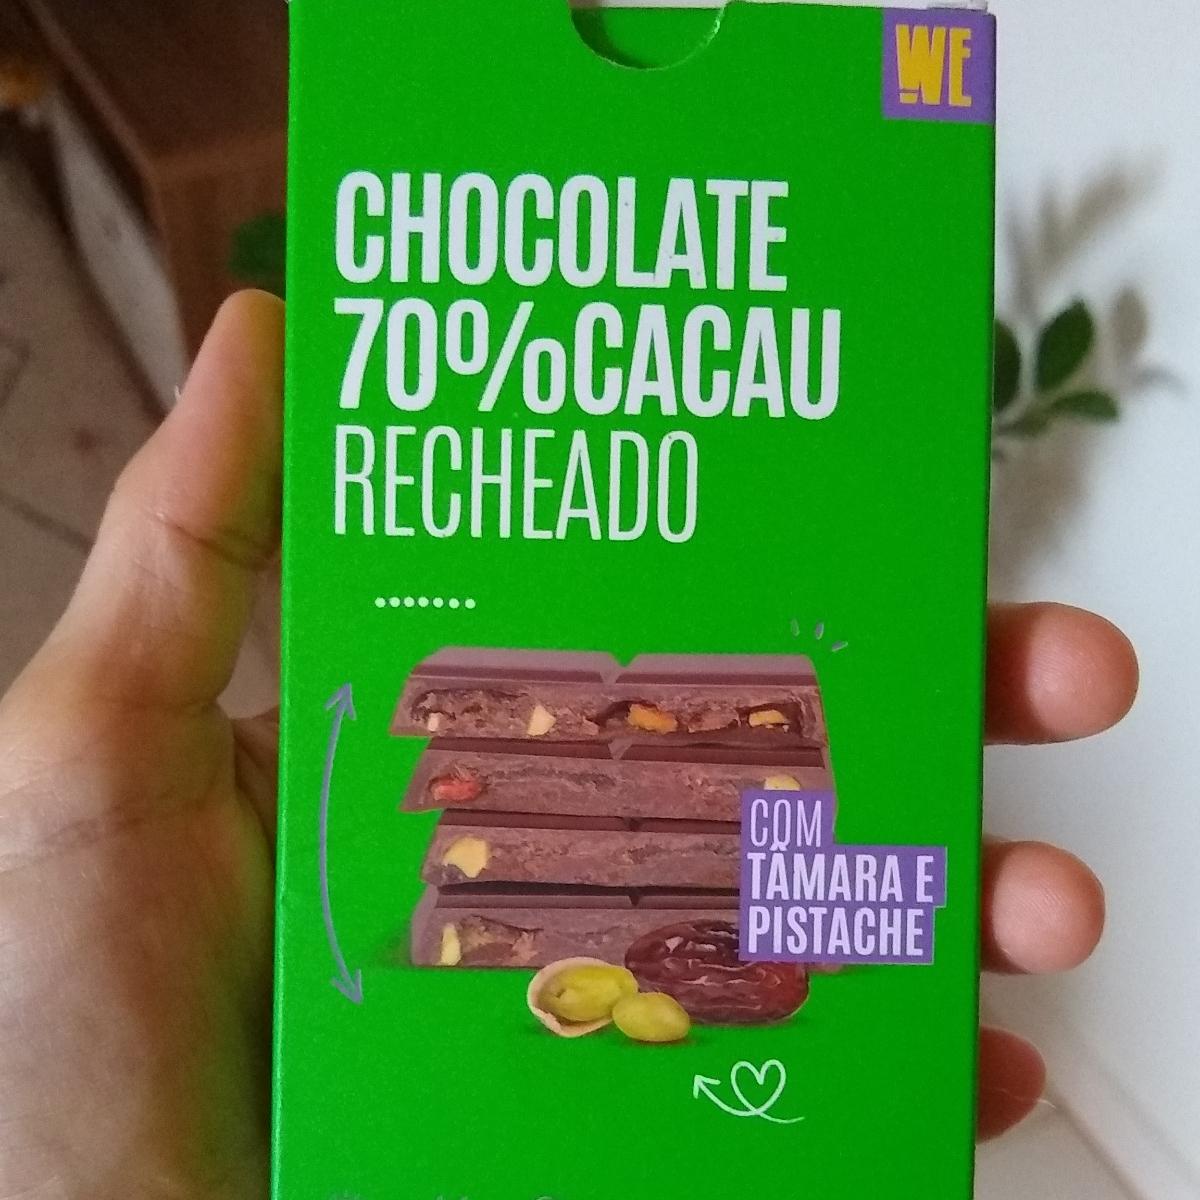 WE
CHOCOLATE
70%CACAU
RECHEADO
COM
TÂMARA E
PISTACHE